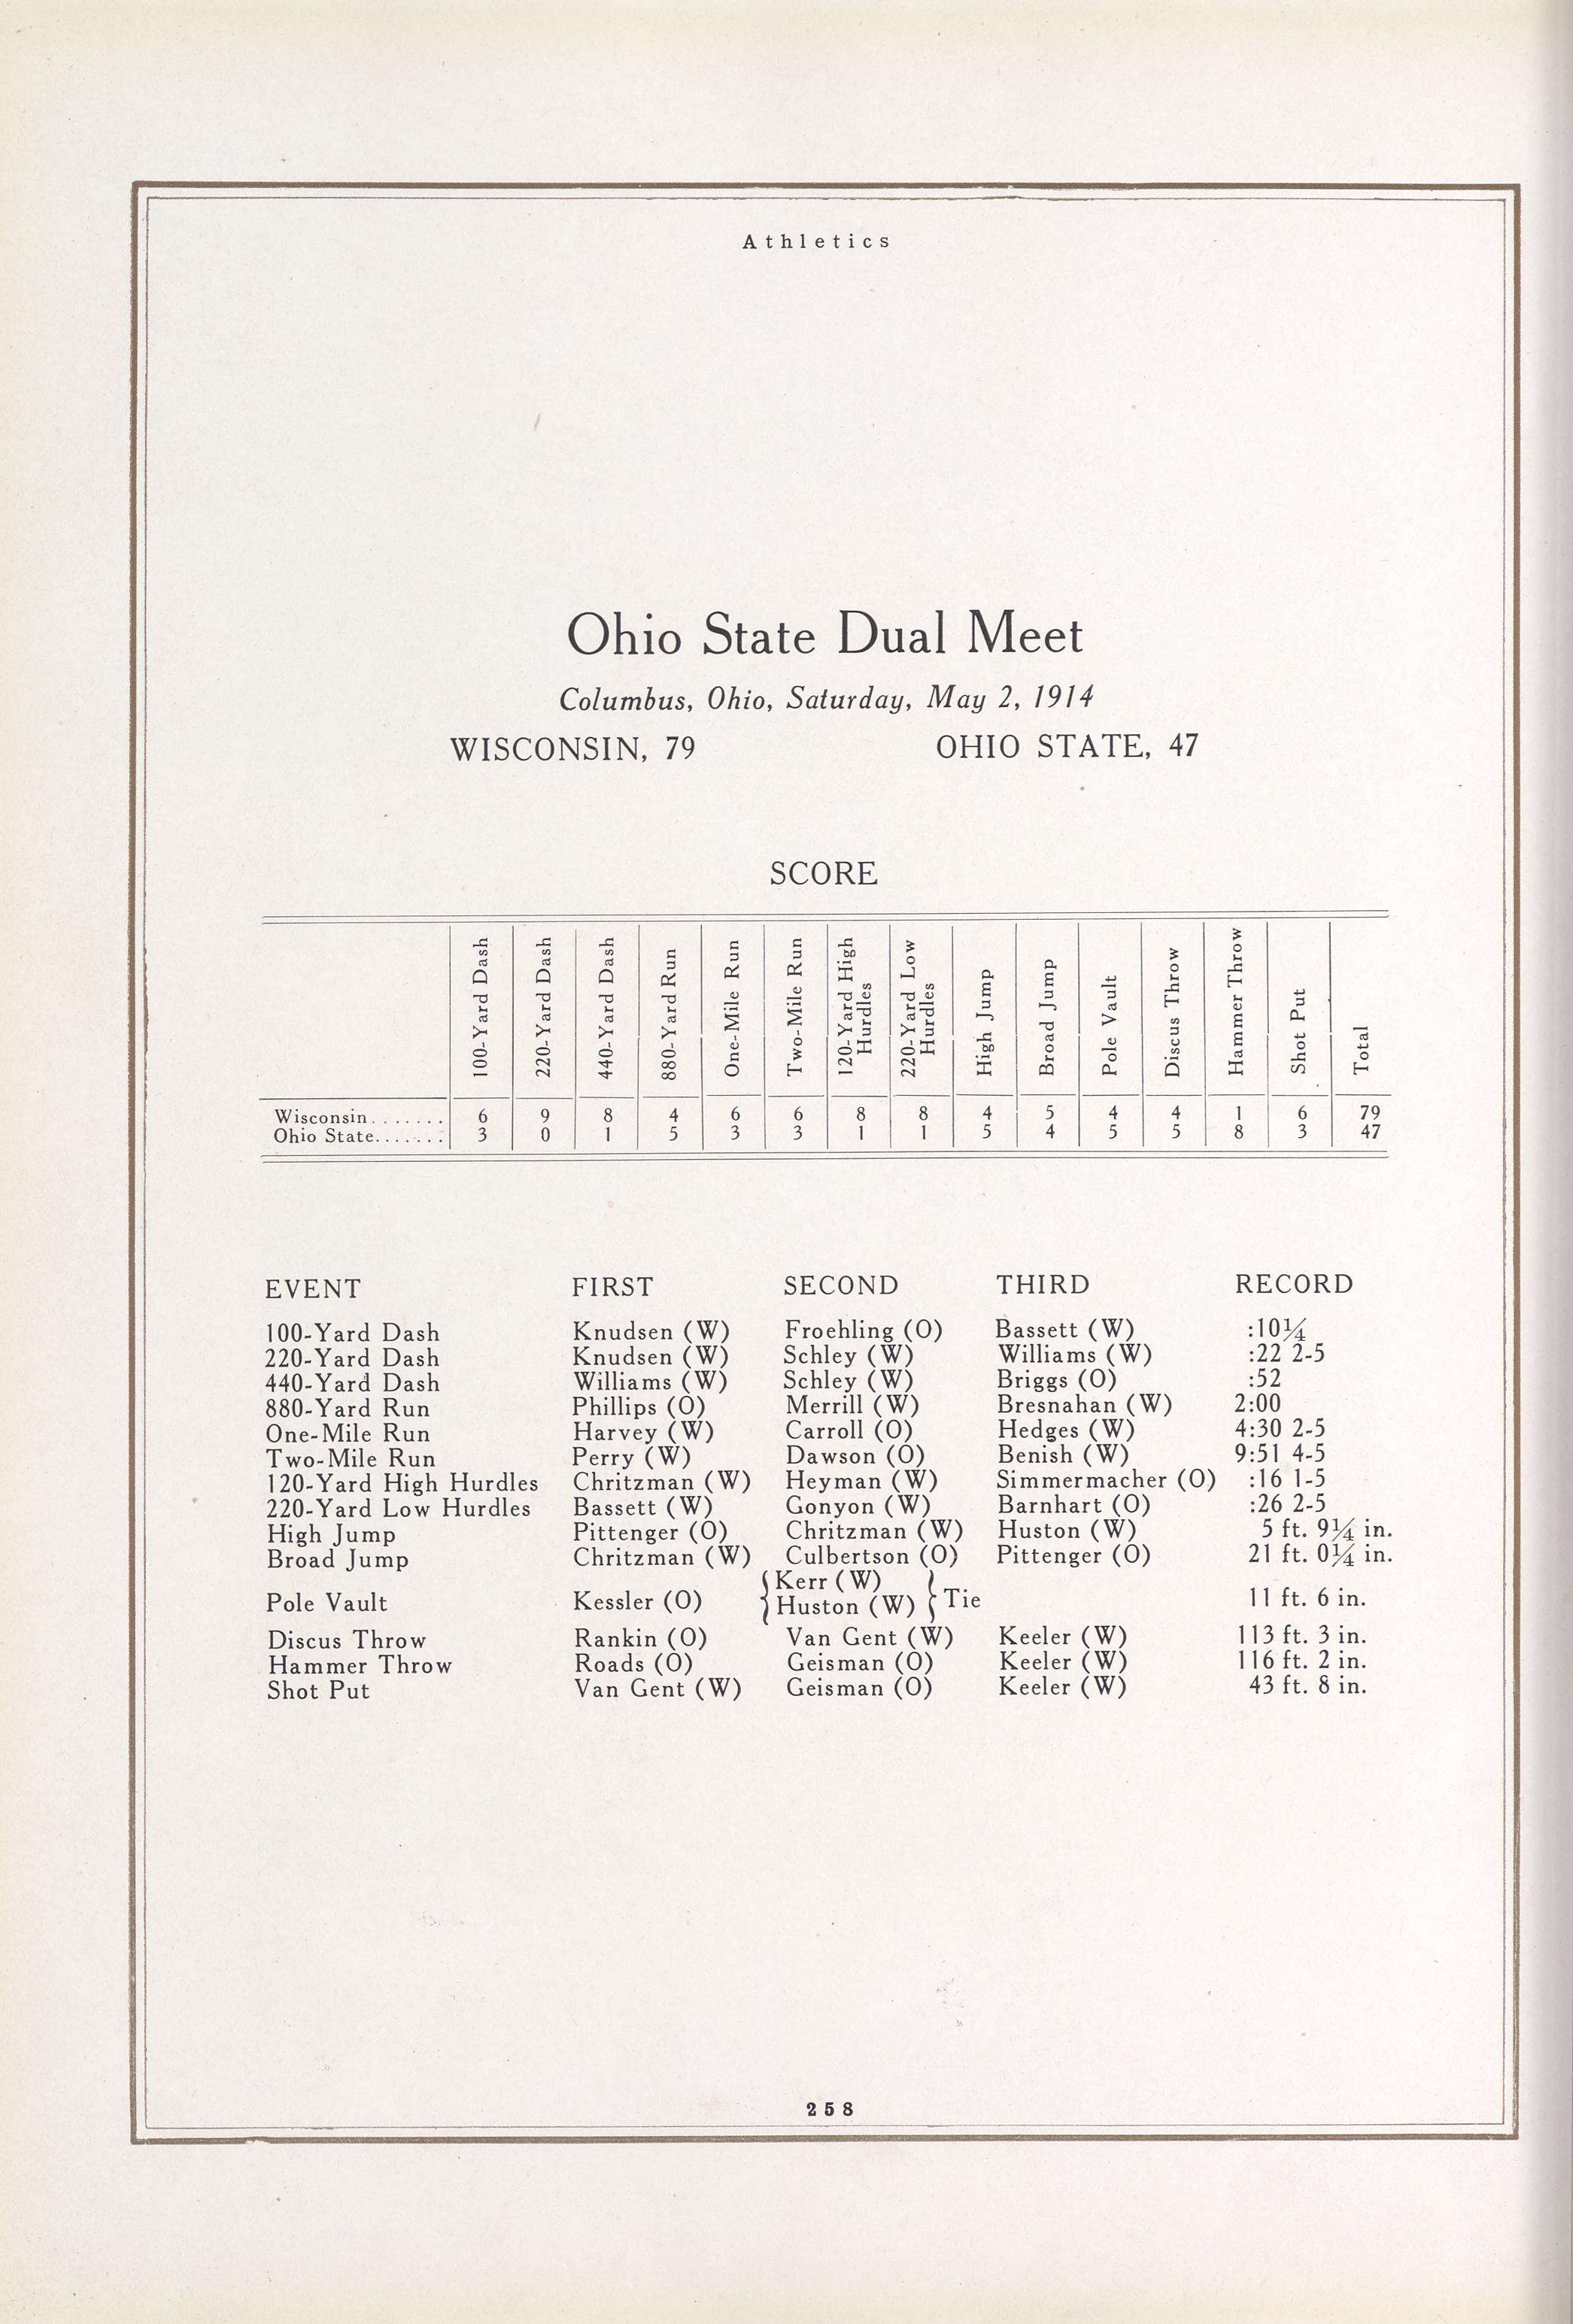 Athletics
Ohio State Dual Meet
Columbus, Ohio, Saturday, May 2, 1914
WISCONSIN, 79 OHIO STATE, 47
SCORE
100-Yard Dash 220-Yard Dash 440-Yard Dash 880-Yard Run One-Mile Run Two-Mile Run 120-Yard High Hurdles 220-Yard Low Hurdles High Jump Broad Jump Pole Vault Discus Throw Hammer Throw Shot Put Total
Wisconsin....... 6 9 8 4 6 6 8 8 4 5 4 4 1 6 79
Ohio State....... 3 0 1 5 3 3 1 1 5 4 5 5 8 3 47
EVENT FIRST SECOND THIRD RECORD
100-Yard Dash Knudsen (W) Froehling (O) Bassett (W) :10¼
220-Yard Dash Knudsen (W) Schley (W) Williams (W) :22 2-5
440-Yard Dash Williams (W) Schley (W) Briggs (O) :52
880-Yard Run Phillips (O) Merrill (W) Bresnahan (W) 2:00
One-Mile Run Harvey (W) Carroll (O) Hedges (W) 4:30 2-5
Two-Mile Run Perry (W) Dawson (O) Benish (W) 9:51 4-5
120-Yard High Hurdles Chritzman (W) Heyman (W) Simmermacher (O) :16 1-5
220-Yard Low Hurdles Bassett (W) Gonyon (W) Barnhart (O) :26 2-5
High Jump Pittenger (O) Chritzman (W) Huston (W) 5 ft. 9¼ in.
Broad Jump Chritzman (W) Culbertson (O) Pittenger (O) 21 ft. 0¼ in.
Pole Vault Kessler (O) {Kerr (W) Huston (W)} Tie 11 ft. 6 in.
Discus Throw Rankin (O) Van Gent (W) Keeler (W) 113 ft. 3 in.
Hammer Throw Roads (O) Geisman (O) Keeler (W) 116 ft. 2 in.
Shot Put Van Gent (W) Geisman (O) Keeler (W) 43 ft. 8 in.
258